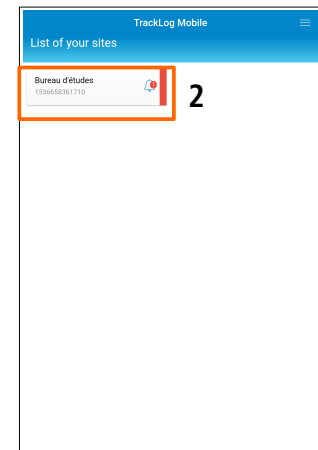 TrackLog Mobile
List of your sites
Bureau d'études
1536658361710
2